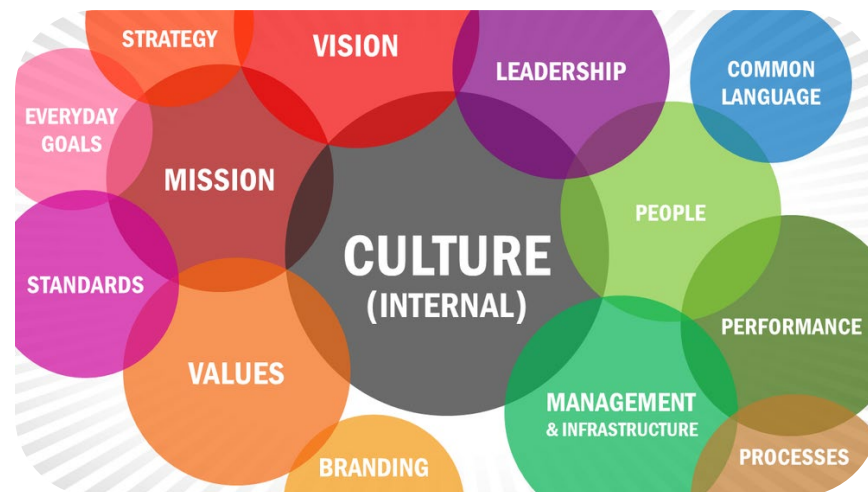 STRATEGY
VISION
LEADERSHIP
COMMON
LANGUAGE
EVERYDAY
GOALS
MISSION
PEOPLE
CULTURE
(INTERNAL)
STANDARDS
PERFORMANCE
VALUES
MANAGEMENT
& INFRASTRUCTURE
BRANDING
PROCESSES